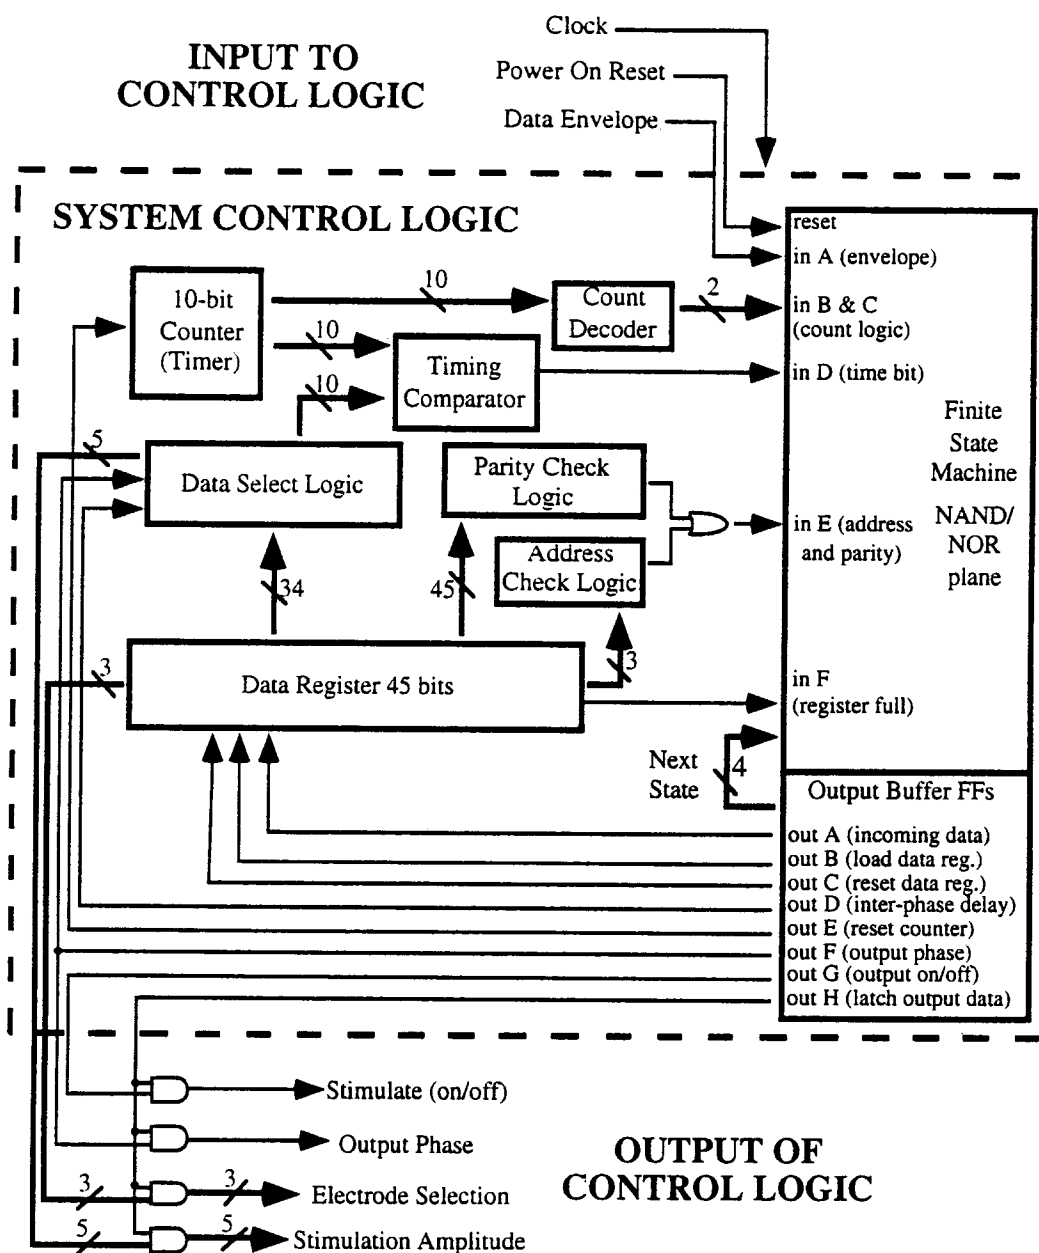 Clock
INPUT TO
CONTROL LOGIC
Power On Reset
Data Envelope
SYSTEM CONTROL LOGIC
reset
in A (envelope)
10-bit
Counter
(Timer)
10
Count
Decoder
2
in B & C
(count logic)
10
Timing
Comparator
in D (time bit)
10
Finite
State
Machine
NAND/
NOR
plane
5
Data Select Logic
Parity Check
Logic
in E (address
and parity)
Address
Check Logic
34
45
3
3
Data Register 45 bits
in F
(register full)
Next
State
4
Output Buffer FFs
out A (incoming data)
out B (load data reg.)
out C (reset data reg.)
out D (inter-phase delay)
out E (reset counter)
out F (output phase)
out G (output on/off)
out H (latch output data)
Stimulate (on/off)
Output Phase
OUTPUT OF
CONTROL LOGIC
3
3
Electrode Selection
5
5
Stimulation Amplitude